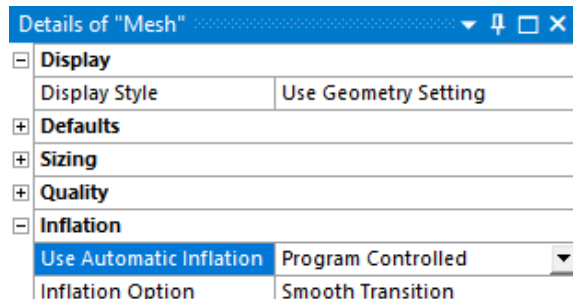 Details of "Mesh"
Display
Display Style Use Geometry Setting
Defaults
Sizing
Quality
Inflation
Use Automatic Inflation Program Controlled
Inflation Option Smooth Transition